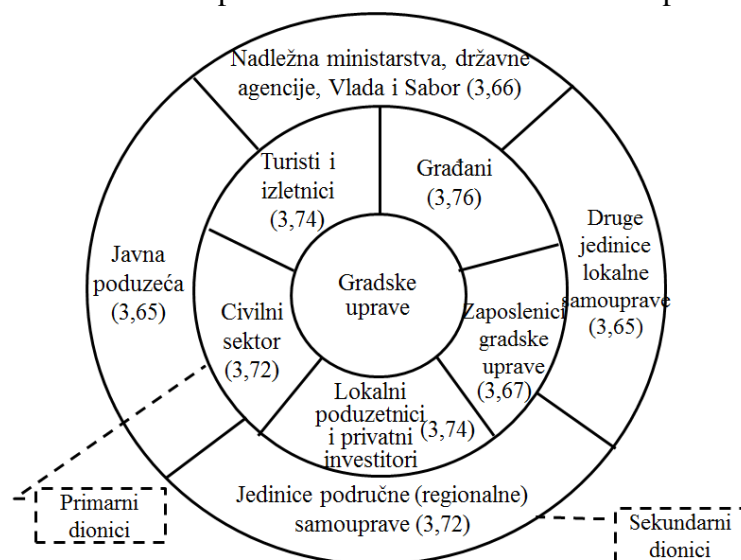 Nadležna ministarstva, državne
agencije, Vlada i Sabor (3,66)
Turisti i
izletnici
(3,74)
Građani
(3,76)
Druge
jedinice
lokalne
samouprave
(3,65)
Javna
poduzeća
(3,65)
Gradske
uprave
Civilni
sektor
(3,72)
Zaposlenici
gradske
uprave
(3,67)
Lokalni
poduzetnici
i privatni
investitori
(3,74)
Jedinice područne (regionalne)
samouprave (3,72)
Primarni
dionici
Sekundarni
dionici